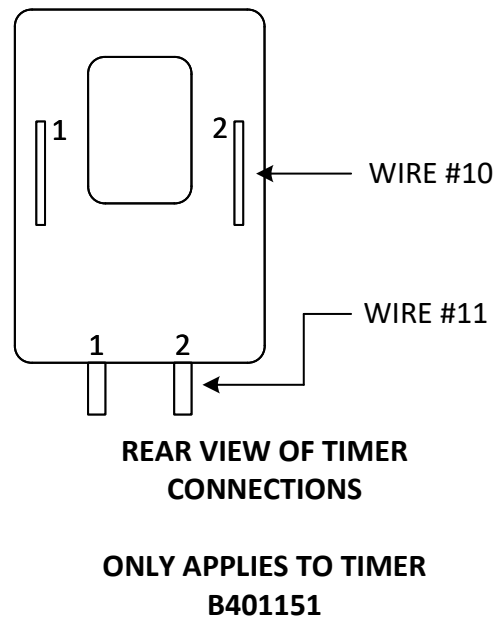 1
2
WIRE #10
WIRE #11
1
2
REAR VIEW OF TIMER
CONNECTIONS
ONLY APPLIES TO TIMER
B401151